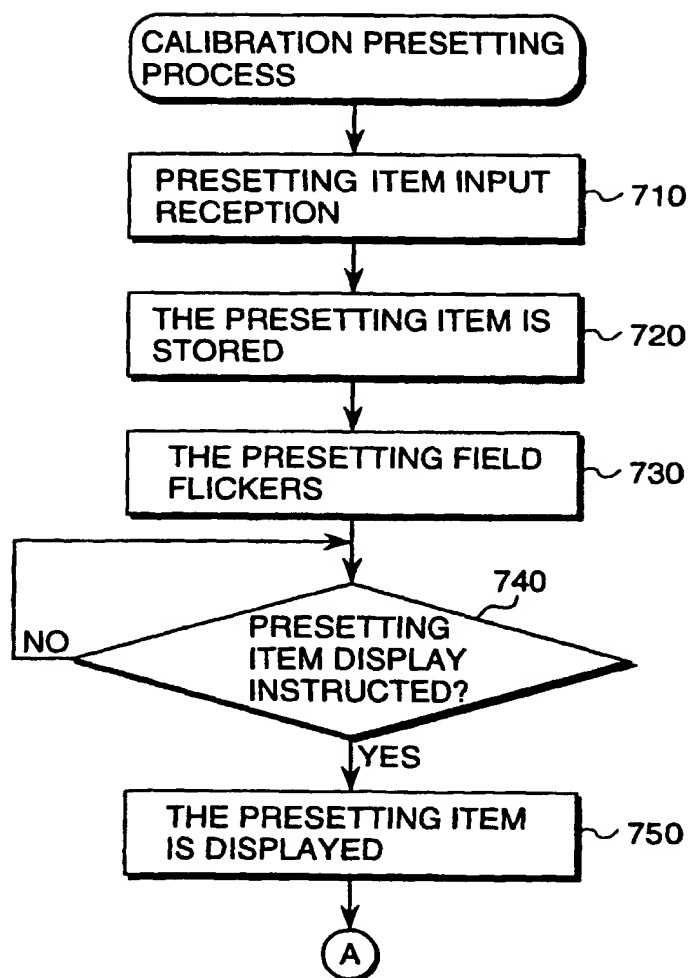 CALIBRATION PRESETTING
PROCESS
PRESETTING ITEM INPUT
RECEPTION
710
THE PRESETTING ITEM IS
STORED
720
THE PRESETTING FIELD
FLICKERS
730
740
NO
PRESETTING
ITEM DISPLAY
INSTRUCTED?
YES
THE PRESETTING ITEM
IS DISPLAYED
750
A